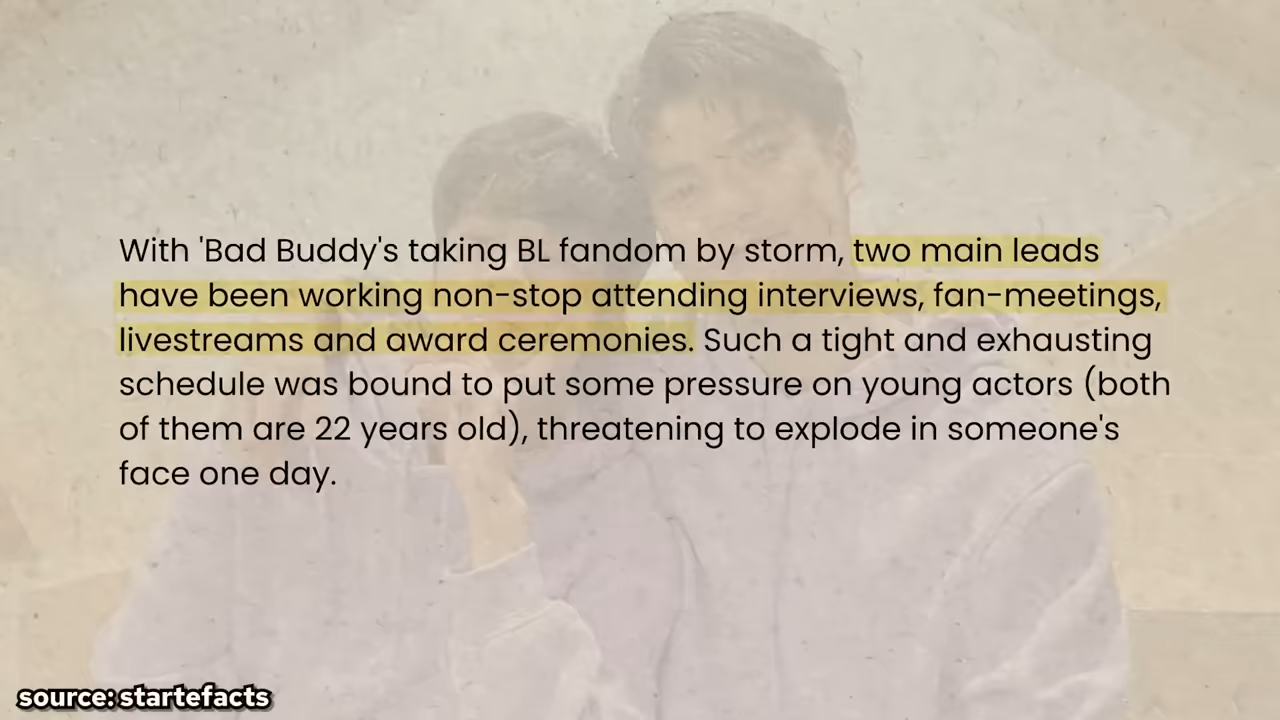 With 'Bad Buddy's taking BL fandom by storm, two main leads
have been working non-stop attending interviews, fan-meetings,
livestreams and award ceremonies. Such a tight and exhausting
schedule was bound to put some pressure on young actors (both
of them are 22 years old), threatening to explode in someone's
face one day.
source: startefacts